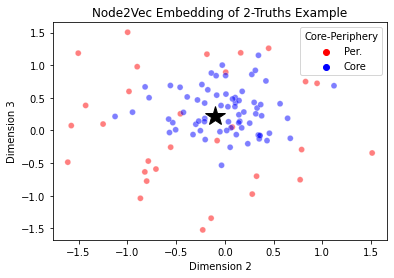 Node2Vec Embedding of 2-Truths Example
Core-Periphery
Per.
Core
Dimension 3
1.5
1.0
0.5
0.0
−0.5
−1.0
−1.5
−1.5 −1.0 −0.5 0.0 0.5 1.0 1.5
Dimension 2